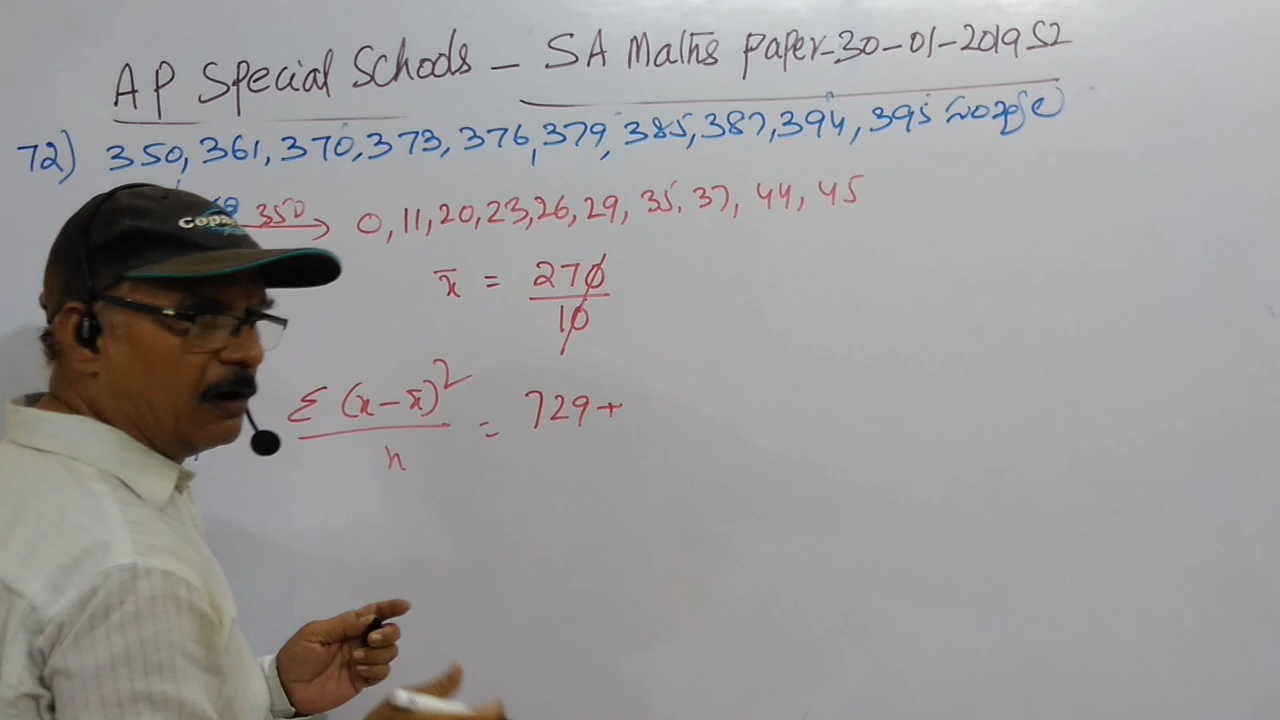 AP Special Schools - SA Maths paper-30-01-2019 S2
72) 350, 361, 370, 373, 376, 379, 385, 387, 394, 395
350 → 0, 11, 20, 23, 26, 29, 35, 37, 44, 45
x̄ = 270/10
Σ(x-x̄)²/n = 729+